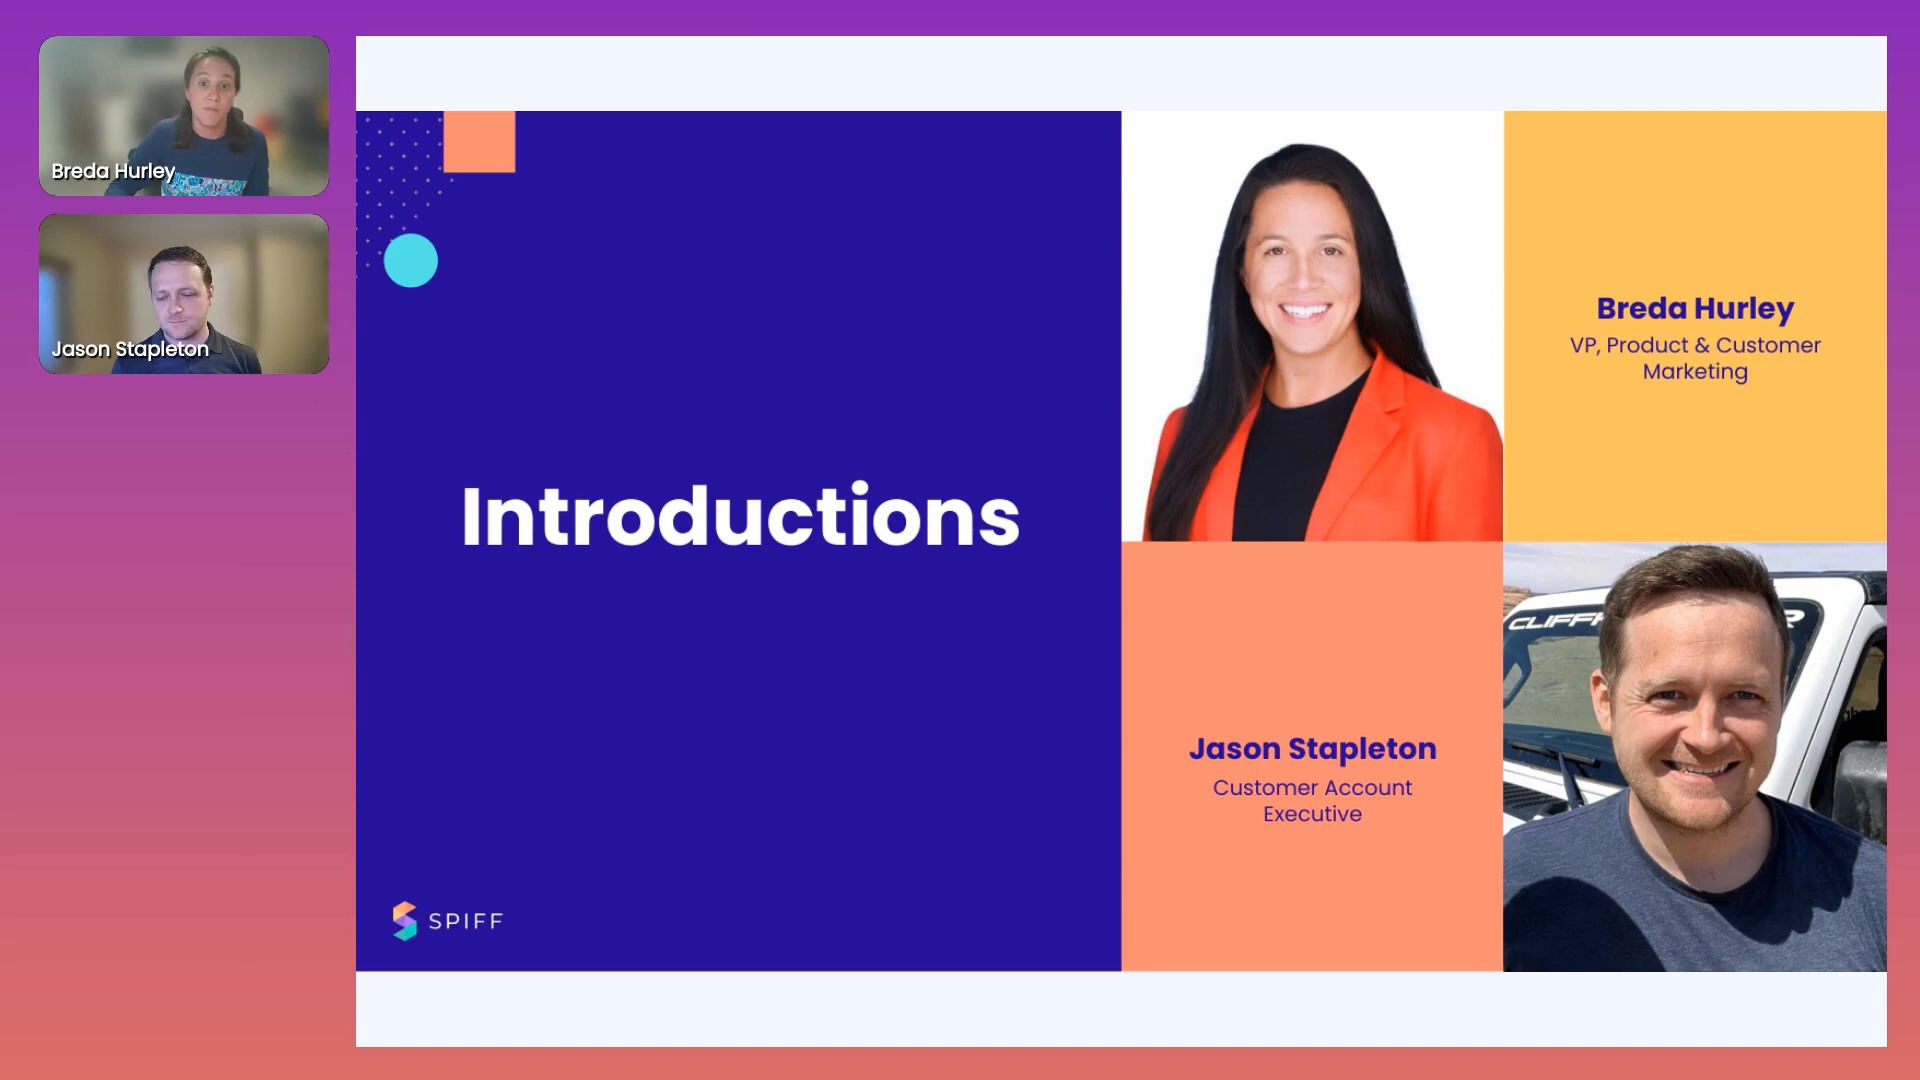 Breda Hurley
Jason Stapleton
Introductions
SPIFF
Breda Hurley
VP, Product & Customer
Marketing
Jason Stapleton
Customer Account
Executive